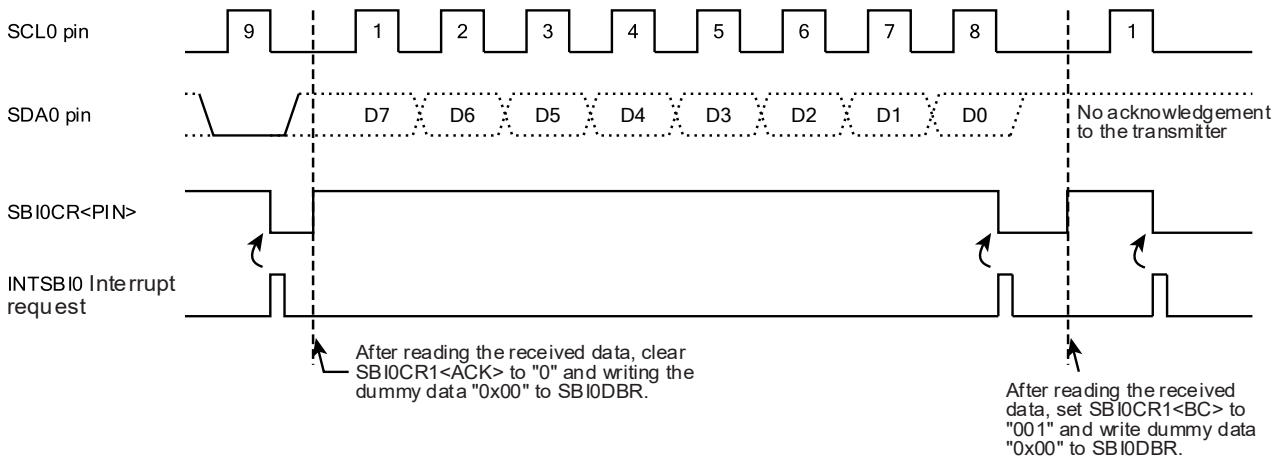 SCL0 pin
9 1 2 3 4 5 6 7 8 1
SDA0 pin
D7 D6 D5 D4 D3 D2 D1 D0
No acknowledgement
to the transmitter
SBI0CR<PIN>
INTSBI0 Interrupt
request
After reading the received data, clear
SBI0CR1<ACK> to "0" and writing the
dummy data "0x00" to SBI0DBR.
After reading the received
data, set SBI0CR1<BC> to
"001" and write dummy data
"0x00" to SBI0DBR.